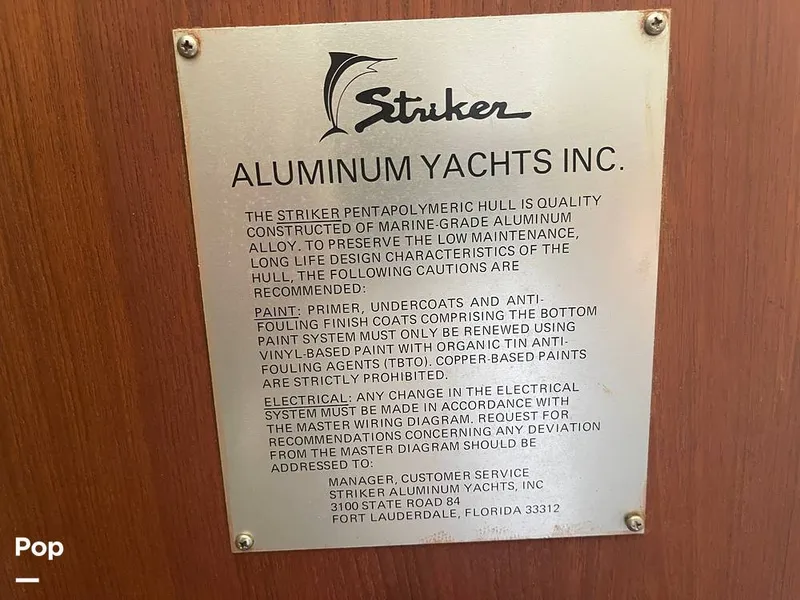 Striker
ALUMINUM YACHTS INC.
THE STRIKER PENTAPOLYMERIC HULL IS QUALITY
CONSTRUCTED OF MARINE-GRADE ALUMINUM
ALLOY. TO PRESERVE THE LOW MAINTENANCE,
LONG LIFE DESIGN CHARACTERISTICS OF THE
HULL, THE FOLLOWING CAUTIONS ARE
RECOMMENDED:
PAINT: PRIMER, UNDERCOATS AND ANTI-
FOULING FINISH COATS COMPRISING THE BOTTOM
PAINT SYSTEM MUST ONLY BE RENEWED USING
VINYL-BASED PAINT WITH ORGANIC TIN ANTI-
FOULING AGENTS (TBTO). COPPER-BASED PAINTS
ARE STRICTLY PROHIBITED.
ELECTRICAL: ANY CHANGE IN THE ELECTRICAL
SYSTEM MUST BE MADE IN ACCORDANCE WITH
THE MASTER WIRING DIAGRAM. REQUEST FOR
RECOMMENDATIONS CONCERNING ANY DEVIATION
FROM THE MASTER DIAGRAM SHOULD BE
ADDRESSED TO:
MANAGER, CUSTOMER SERVICE
STRIKER ALUMINUM YACHTS, INC
3100 STATE ROAD 84
FORT LAUDERDALE, FLORIDA 33312
Pop